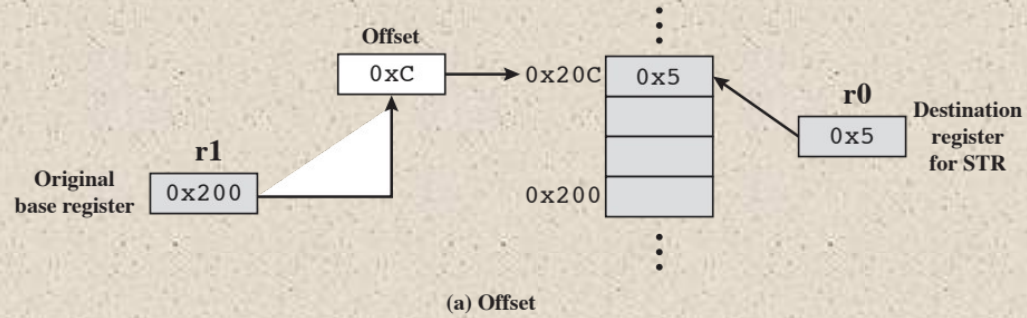 Offset
0xC
0x20C
0x5
r0
0x5
Destination
register
for STR
r1
Original
base register
0x200
0x200
(a) Offset